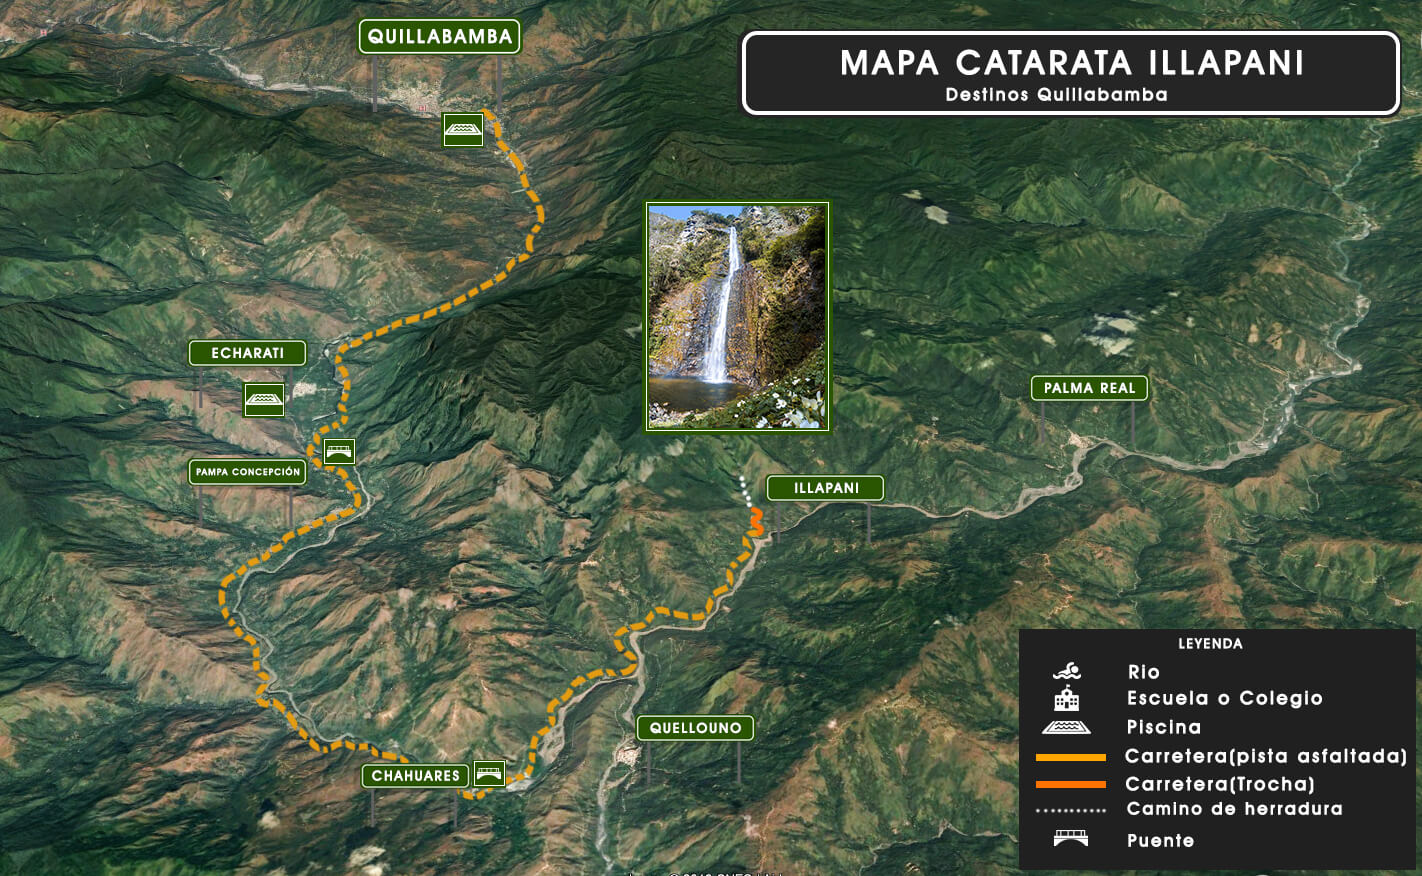 QUILLABAMBA
MAPA CATARATA ILLAPANI
Destinos Quillabamba
ECHARATI
PALMA REAL
PAMPA CONCEPCIÓN
ILLAPANI
QUELLOUNO
CHAHUARES
LEYENDA
Rio
Escuela o Colegio
Piscina
Carretera(pista asfaltada)
Carretera(Trocha)
Camino de herradura
Puente